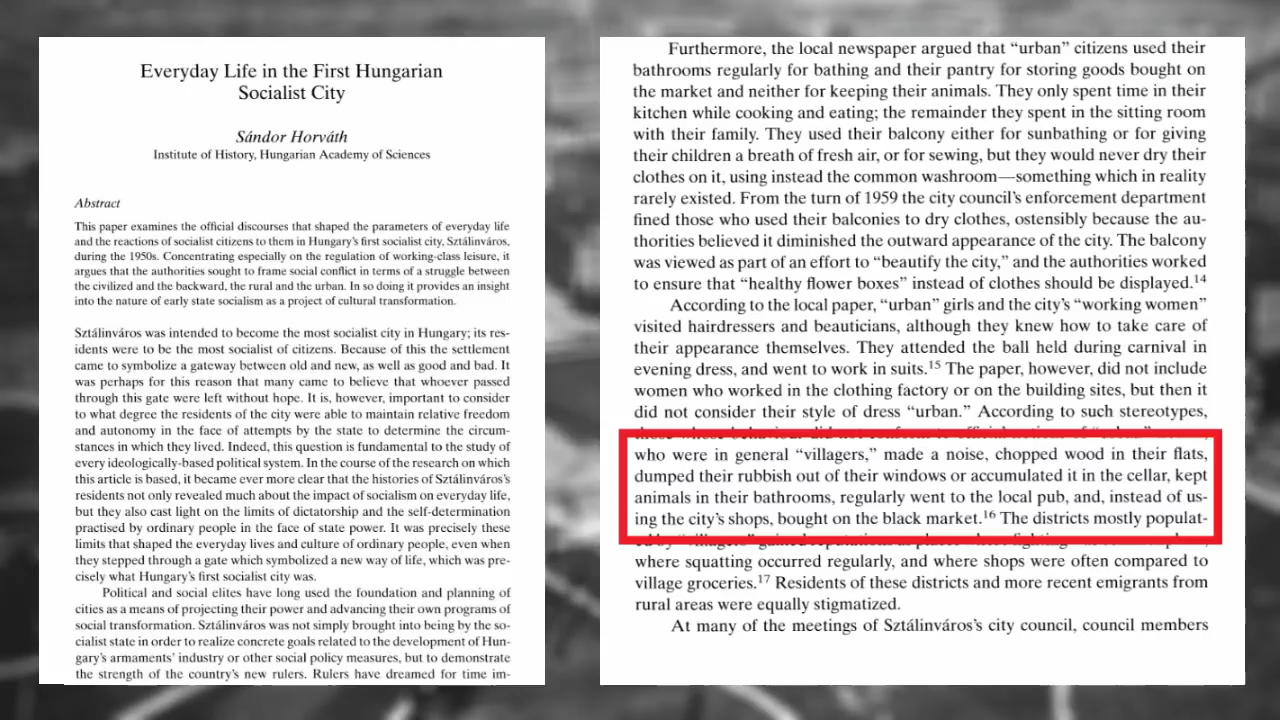 Everyday Life in the First Hungarian
Socialist City
Sándor Horváth
Institute of History, Hungarian Academy of Sciences
Abstract
This paper examines the official discourses that shaped the parameters of everyday life
and the reactions of socialist citizens to them in Hungary's first socialist city, Sztálinváros,
during the 1950s. Concentrating especially on the regulation of working-class leisure, it
argues that the authorities sought to frame social conflict in terms of a struggle between
the civilized and the backward, the rural and the urban. In so doing it provides an insight
into the nature of early state socialism as a project of cultural transformation.
Sztálinváros was intended to become the most socialist city in Hungary; its res-
idents were to be the most socialist of citizens. Because of this the settlement
came to symbolize a gateway between old and new, as well as good and bad. It
was perhaps for this reason that many came to believe that whoever passed
through this gate were left without hope. It is, however, important to consider
to what degree the residents of the city were able to maintain relative freedom
and autonomy in the face of attempts by the state to determine the circum-
stances in which they lived. Indeed, this question is fundamental to the study of
every ideologically-based political system. In the course of the research on which
this article is based, it became ever more clear that the histories of Sztálinváros's
residents not only revealed much about the impact of socialism on everyday life,
but they also cast light on the limits of dictatorship and the self-determination
practised by ordinary people in the face of state power. It was precisely these
limits that shaped the everyday lives and culture of ordinary people, even when
they stepped through a gate which symbolized a new way of life, which was pre-
cisely what Hungary's first socialist city was.
Political and social elites have long used the foundation and planning of
cities as a means of projecting their power and advancing their own programs of
social transformation. Sztálinváros was not simply brought into being by the so-
cialist state in order to realize concrete goals related to the development of Hun-
gary's armaments' industry or other social policy measures, but to demonstrate
the strength of the country's new rulers. Rulers have dreamed for time im-
Furthermore, the local newspaper argued that "urban" citizens used their
bathrooms regularly for bathing and their pantry for storing goods bought on
the market and neither for keeping their animals. They only spent time in their
kitchen while cooking and eating; the remainder they spent in the sitting room
with their family. They used their balcony either for sunbathing or for giving
their children a breath of fresh air, or for sewing, but they would never dry their
clothes on it, using instead the common washroom—something which in reality
rarely existed. From the turn of 1959 the city council's enforcement department
fined those who used their balconies to dry clothes, ostensibly because the au-
thorities believed it diminished the outward appearance of the city. The balcony
was viewed as part of an effort to "beautify the city," and the authorities worked
to ensure that "healthy flower boxes" instead of clothes should be displayed.14
According to the local paper, "urban" girls and the city's "working women"
visited hairdressers and beauticians, although they knew how to take care of
their appearance themselves. They attended the ball held during carnival in
evening dress, and went to work in suits.15 The paper, however, did not include
women who worked in the clothing factory or on the building sites, but then it
did not consider their style of dress "urban." According to such stereotypes,
who were in general "villagers," made a noise, chopped wood in their flats,
dumped their rubbish out of their windows or accumulated it in the cellar, kept
animals in their bathrooms, regularly went to the local pub, and, instead of us-
ing the city's shops, bought on the black market.16 The districts mostly populat-
where squatting occurred regularly, and where shops were often compared to
village groceries.17 Residents of these districts and more recent emigrants from
rural areas were equally stigmatized.
At many of the meetings of Sztálinváros's city council, council members